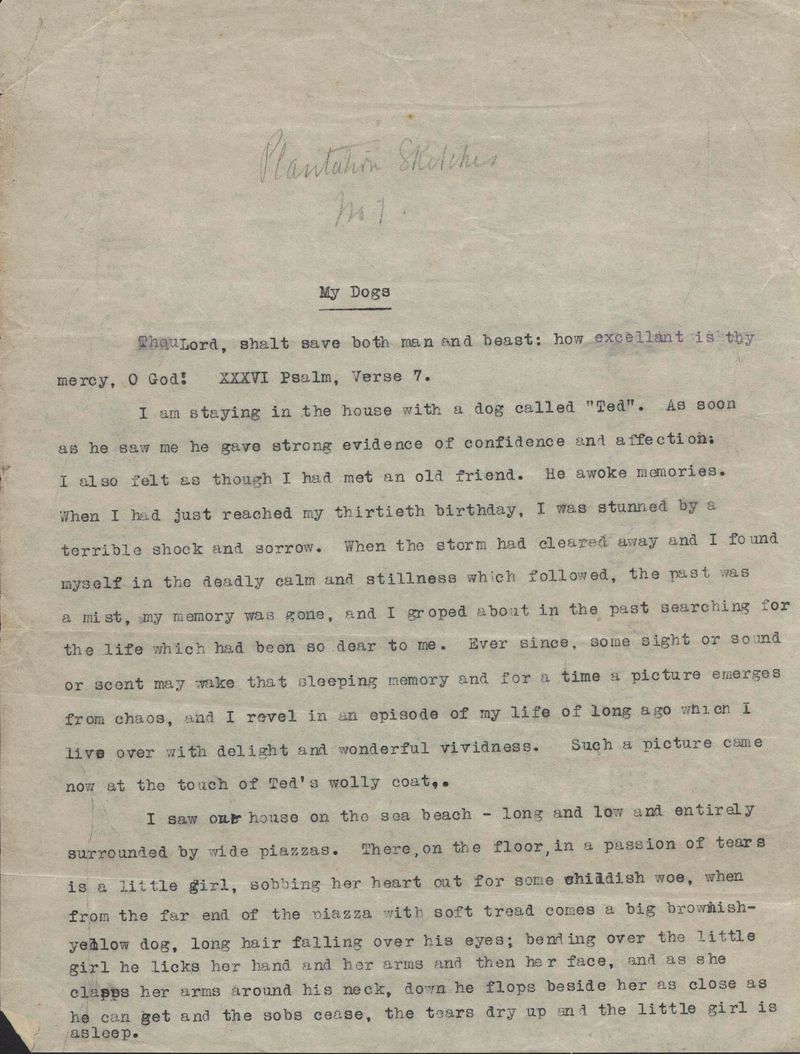 Plantation Sketches
No 1.
My Dogs
Thou Lord, shalt save both man and beast: how excellant is thy
mercy, O God! XXXVI Psalm, Verse 7.
I am staying in the house with a dog called "Ted". As soon
as he saw me he gave strong evidence of confidence and affection;
I also felt as though I had met an old friend. He awoke memories.
When I had just reached my thirtieth birthday, I was stunned by a
terrible shock and sorrow. When the storm had cleared away and I found
myself in the deadly calm and stillness which followed, the past was
a mist, my memory was gone, and I groped about in the past searching for
the life which had been so dear to me. Ever since, some sight or sound
or scent may wake that sleeping memory and for a time a picture emerges
from chaos, and I revel in an episode of my life of long ago which I
live over with delight and wonderful vividness. Such a picture came
now at the touch of Ted's wolly coat,.
I saw our house on the sea beach - long and low and entirely
surrounded by wide piazzas. There, on the floor, in a passion of tears
is a little girl, sobbing her heart out for some childish woe, when
from the far end of the piazza with soft tread comes a big brownish-
yellow dog, long hair falling over his eyes; bending over the little
girl he licks her hand and her arms and then her face, and as she
clasps her arms around his neck, down he flops beside her as close as
he can get and the sobs cease, the tears dry up and the little girl is
asleep.